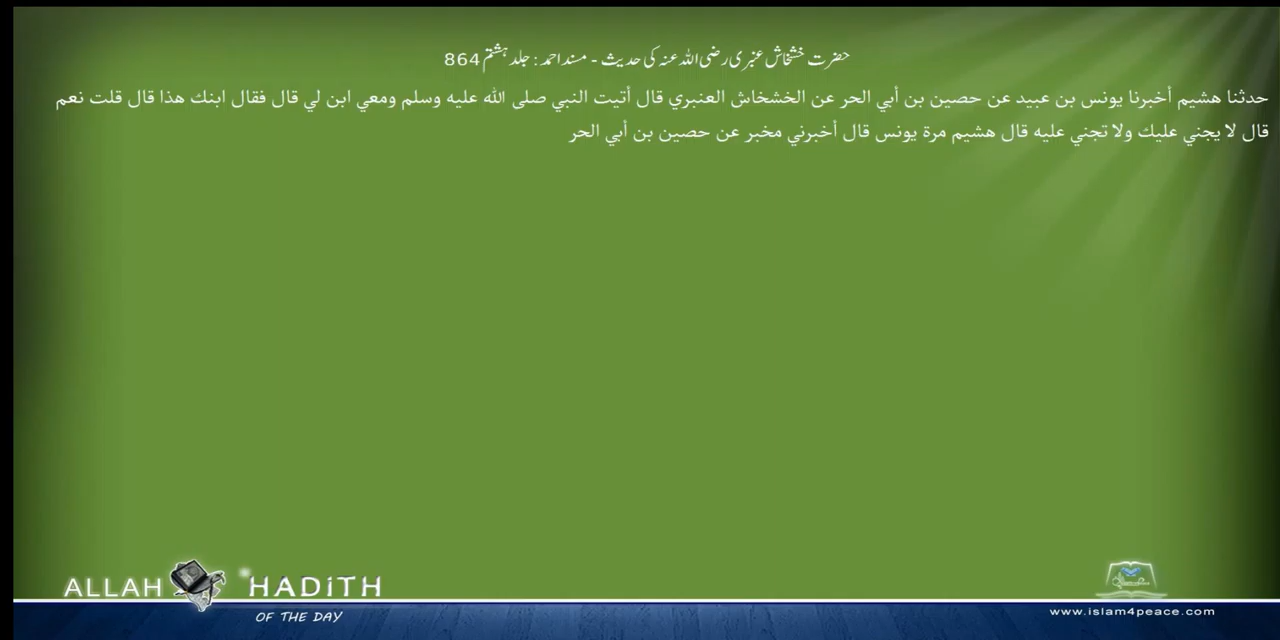 حضرت خشخاش عنبری رضی اللہ عنہ کی حدیث - مسند احمد : جلد ہشتم 864
حدثنا هشيم أخبرنا يونس بن عبيد عن حصين بن أبي الحر عن الخشخاش العنبري قال أتيت النبي صلى الله عليه وسلم ومعي ابن لي قال فقال ابنك هذا قال قلت نعم
قال لا يجني عليك ولا تجني عليه قال هشيم مرة يونس قال أخبرني مخبر عن حصين بن أبي الحر
ALLAH HADITH
OF THE DAY
www.islam4peace.com